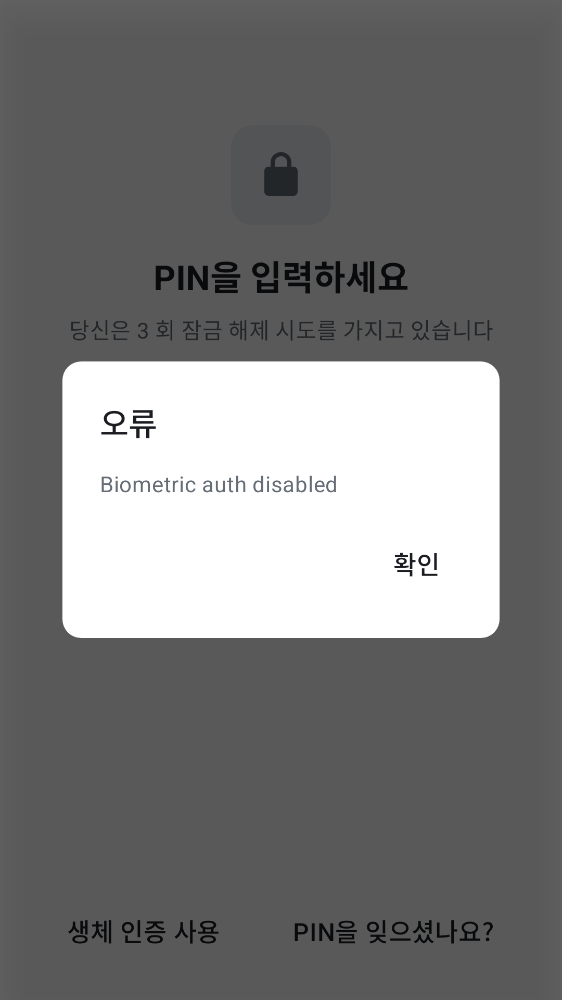 PIN을 입력하세요
당신은 3 회 잠금 해제 시도를 가지고 있습니다
오류
Biometric auth disabled
확인
생체 인증 사용
PIN을 잊으셨나요?